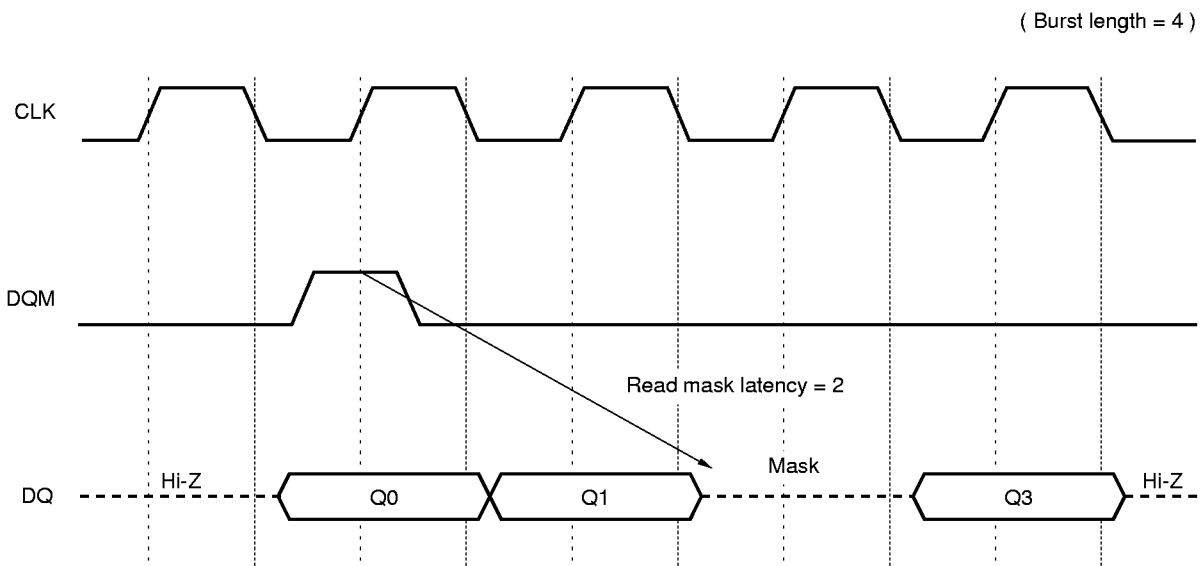 ( Burst length = 4 )
CLK
DQM
Read mask latency = 2
Mask
Hi-Z
Hi-Z
DQ
Q0
Q1
Q3